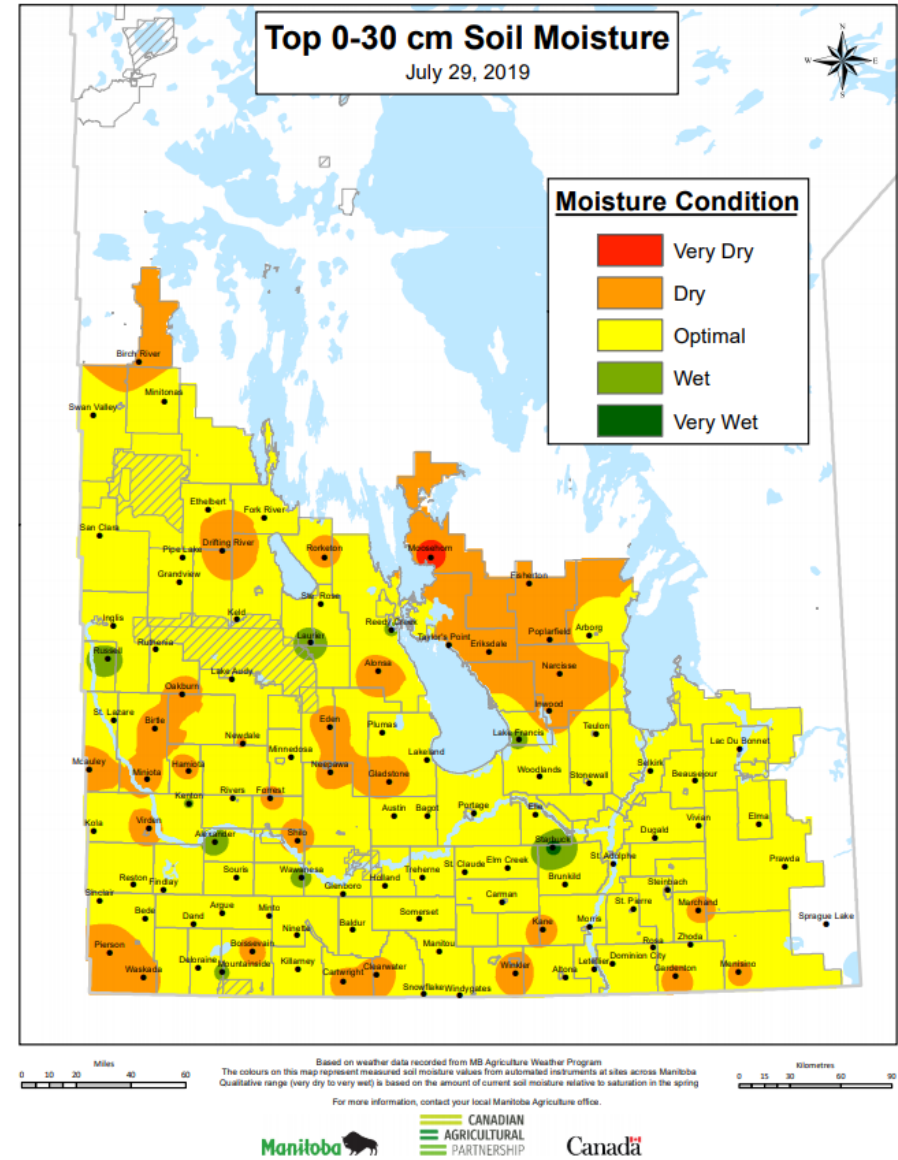 Top 0-30 cm Soil Moisture
July 29, 2019
N
W E
S
Moisture Condition
Very Dry
Dry
Optimal
Wet
Very Wet
Birch River
Minitonas
Swan Valley
Ethelbert
Fork River
San Clara
Drifting River
Pipe Lake
Rorketon
Moosehorn
Grandview
Fisherton
Ste. Rose
Keld
Inglis
Reedy Creek
Laurier
Taylor's Point
Poplarfield
Arborg
Ruthenia
Eriksdale
Russell
Lake Audy
Alonsa
Narcisse
Oakburn
St. Lazare
Birtle
Eden
Plumas
Inwood
Teulon
Newdale
Lake Francis
Lac Du Bonnet
Minnedosa
Lakeland
Mcauley
Miniota
Hamiota
Neepawa
Gladstone
Woodlands
Stonewall
Selkirk
Beausejour
Kenton
Rivers
Forrest
Austin
Bagot
Portage
Elie
Kola
Virden
Alexander
Shilo
Starbuck
Dugald
Vivian
Elma
St. Adolphe
Prawda
Reston
Findlay
Souris
Wawanesa
Glenboro
Holland
Treherne
St. Claude
Elm Creek
Brunkild
Steinbach
Sinclair
Carman
St. Pierre
Marchand
Bede
Dand
Argue
Minto
Ninette
Baldur
Somerset
Kane
Morris
Sprague Lake
Pierson
Boissevain
Manitou
Rosa
Zhoda
Waskada
Deloraine
Mountainside
Killarney
Cartwright
Clearwater
Winkler
Altona
Letellier
Dominion City
Gardenton
Menisino
Snowflake
Windygates
Miles
0 10 20 40 60
Based on weather data recorded from MB Agriculture Weather Program
The colours on this map represent measured soil moisture values from automated instruments at sites across Manitoba
Qualitative range (very dry to very wet) is based on the amount of current soil moisture relative to saturation in the spring
For more information, contact your local Manitoba Agriculture office.
Kilometres
0 15 30 60 90
Manitoba
CANADIAN
AGRICULTURAL
PARTNERSHIP
Canada